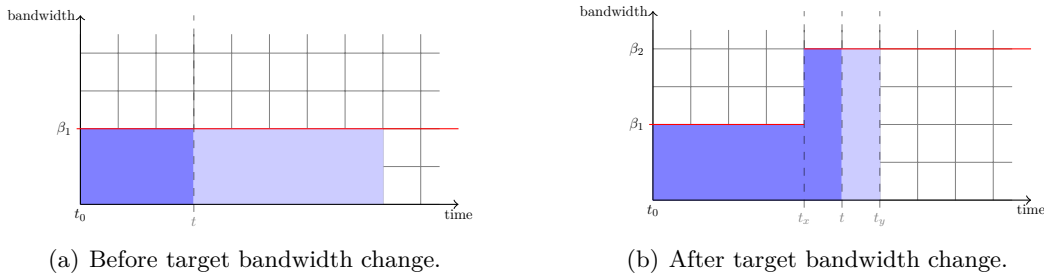 bandwidth
β1
t0
t
time
(a) Before target bandwidth change.
bandwidth
β2
β1
t0
tx
t
ty
time
(b) After target bandwidth change.